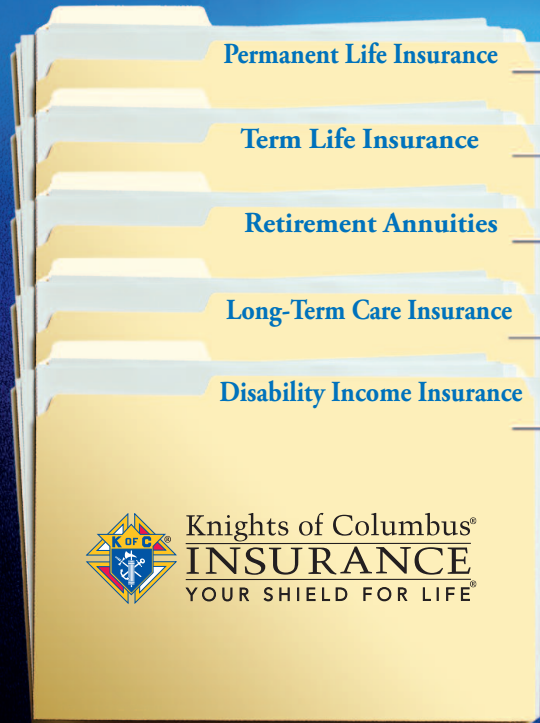 Permanent Life Insurance
Term Life Insurance
Retirement Annuities
Long-Term Care Insurance
Disability Income Insurance
K OF C ®
Knights of Columbus®
INSURANCE
YOUR SHIELD FOR LIFE®